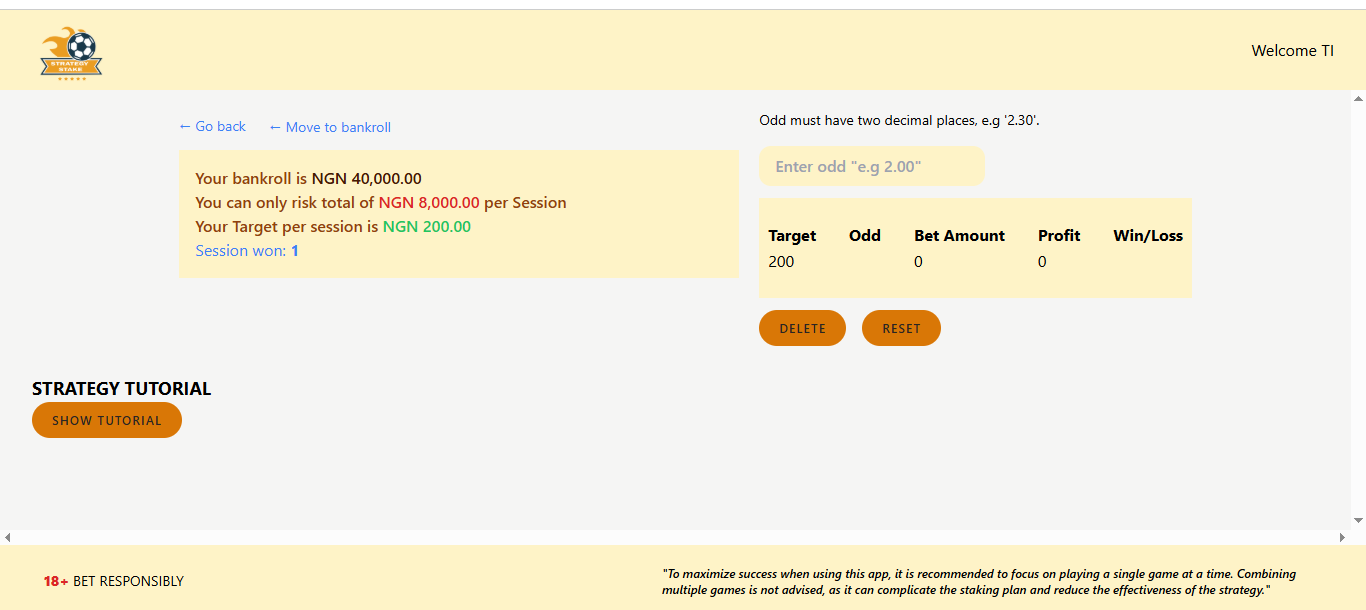 STRATEGY
STAKE
Welcome TI
← Go back ← Move to bankroll
Your bankroll is NGN 40,000.00
You can only risk total of NGN 8,000.00 per Session
Your Target per session is NGN 200.00
Session won: 1
Odd must have two decimal places, e.g '2.30'.
Enter odd "e.g 2.00"
Target Odd Bet Amount Profit Win/Loss
200 0 0
DELETE RESET
STRATEGY TUTORIAL
SHOW TUTORIAL
18+ BET RESPONSIBLY
"To maximize success when using this app, it is recommended to focus on playing a single game at a time. Combining
multiple games is not advised, as it can complicate the staking plan and reduce the effectiveness of the strategy."